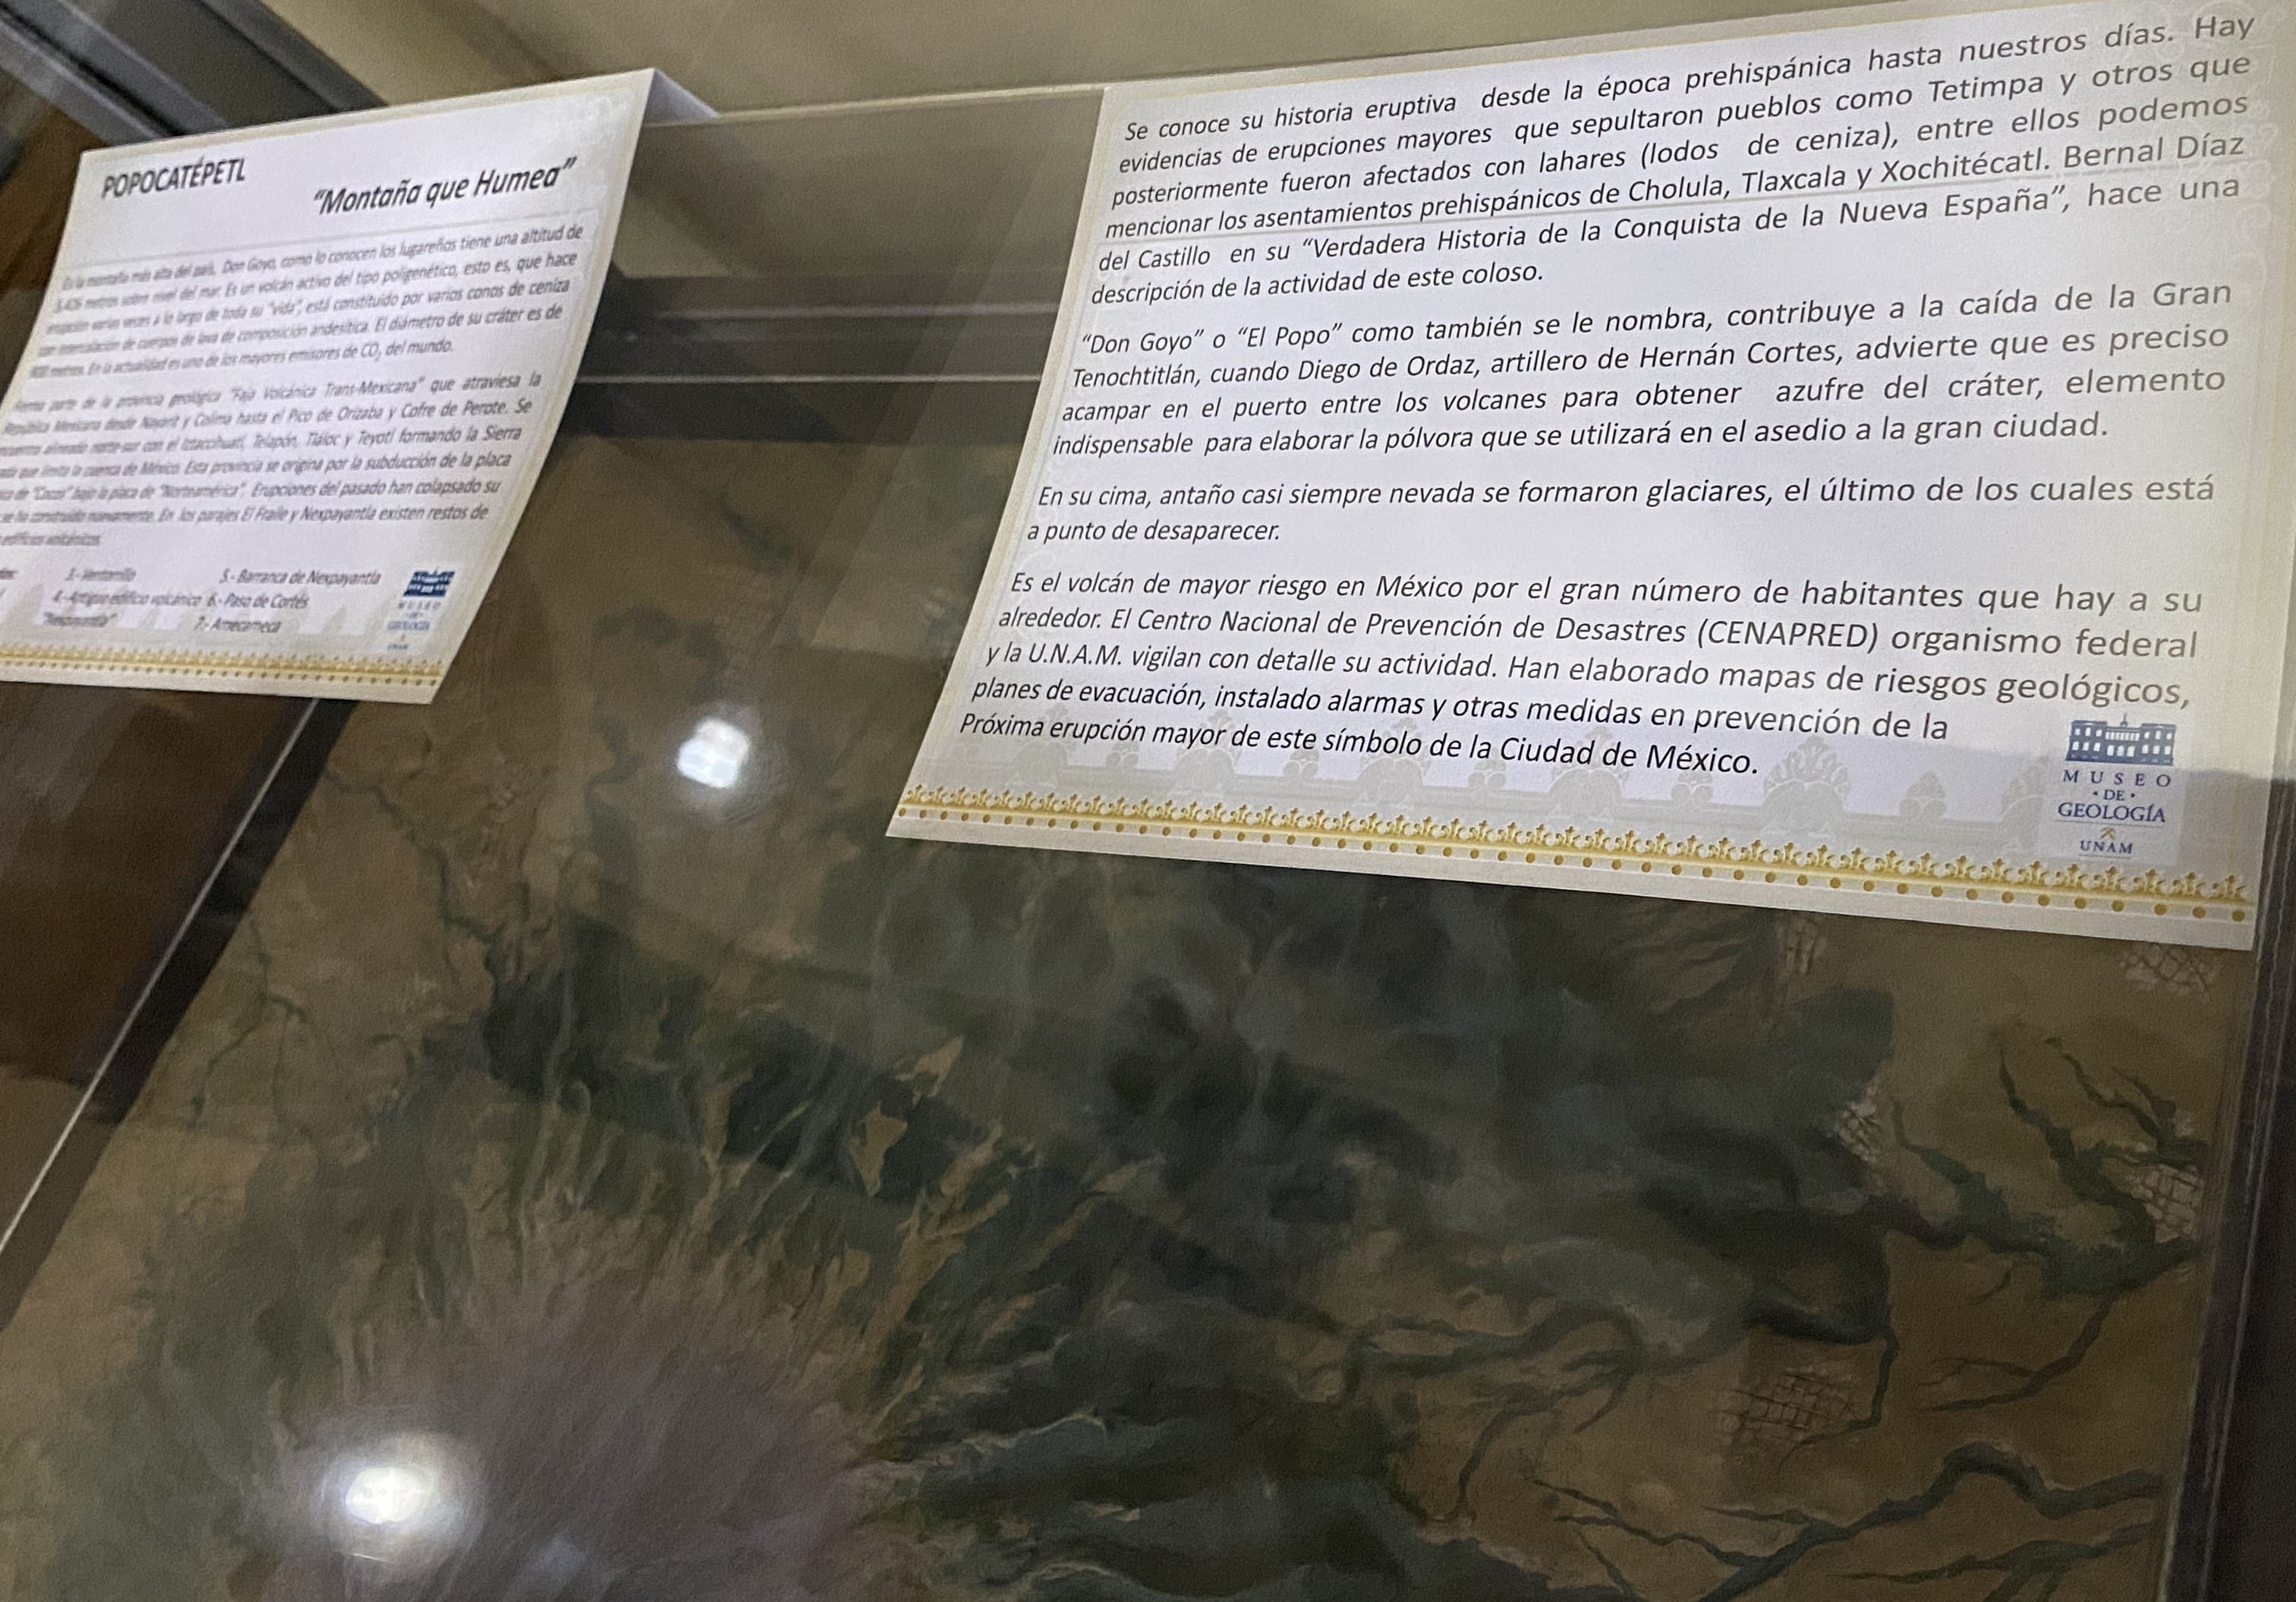 POPOCATÉPETL
"Montaña que Humea"
Es la montaña más alta del país, Don Goyo, como lo conocen los lugareños tiene una altitud de
metros sobre nivel del mar. Es un volcán activo del tipo poligenético, esto es, que hace
erupción varias veces a lo largo de toda su "vida", está constituido por varios conos de ceniza
con intercalación de cuerpos de lava de composición andesítica. El diámetro de su cráter es de
metros. En la actualidad es uno de los mayores emisores de CO₂ del mundo.
Forma parte de la provincia geológica "Faja Volcánica Trans-Mexicana" que atraviesa la
República Mexicana desde Nayarit y Colima hasta el Pico de Orizaba y Cofre de Perote. Se
alineado norte-sur con el Iztaccíhuatl, Telapón, Tláloc y Teyotl formando la Sierra
que limita la cuenca de México. Esta provincia se origina por la subducción de la placa
de "Cocos" bajo la placa de "Norteamérica". Erupciones del pasado han colapsado su
se ha construido nuevamente. En los parajes El Fraile y Nexpayantla existen restos de
edificios volcánicos.
3.- Ventorrillo 5.- Barranca de Nexpayantla
4.- Antiguo edificio volcánico 6.- Paso de Cortés
"Nexpayantla" 7.- Amecameca
MUSEO
GEOLOGÍA
UNAM
Se conoce su historia eruptiva desde la época prehispánica hasta nuestros días. Hay
evidencias de erupciones mayores que sepultaron pueblos como Tetimpa y otros que
posteriormente fueron afectados con lahares (lodos de ceniza), entre ellos podemos
mencionar los asentamientos prehispánicos de Cholula, Tlaxcala y Xochitécatl. Bernal Díaz
del Castillo en su "Verdadera Historia de la Conquista de la Nueva España", hace una
descripción de la actividad de este coloso.
"Don Goyo" o "El Popo" como también se le nombra, contribuye a la caída de la Gran
Tenochtitlán, cuando Diego de Ordaz, artillero de Hernán Cortes, advierte que es preciso
acampar en el puerto entre los volcanes para obtener azufre del cráter, elemento
indispensable para elaborar la pólvora que se utilizará en el asedio a la gran ciudad.
En su cima, antaño casi siempre nevada se formaron glaciares, el último de los cuales está
a punto de desaparecer.
Es el volcán de mayor riesgo en México por el gran número de habitantes que hay a su
alrededor. El Centro Nacional de Prevención de Desastres (CENAPRED) organismo federal
y la U.N.A.M. vigilan con detalle su actividad. Han elaborado mapas de riesgos geológicos,
planes de evacuación, instalado alarmas y otras medidas en prevención de la
Próxima erupción mayor de este símbolo de la Ciudad de México.
MUSEO
• DE •
GEOLOGÍA
UNAM